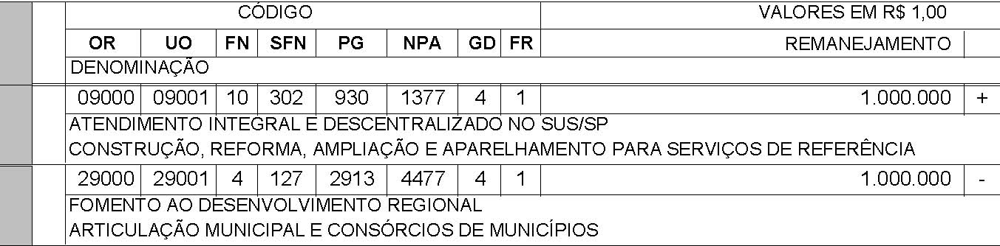 CÓDIGO VALORES EM R$ 1,00
OR UO FN SFN PG NPA GD FR REMANEJAMENTO
DENOMINAÇÃO
09000 09001 10 302 930 1377 4 1 1.000.000 +
ATENDIMENTO INTEGRAL E DESCENTRALIZADO NO SUS/SP
CONSTRUÇÃO, REFORMA, AMPLIAÇÃO E APARELHAMENTO PARA SERVIÇOS DE REFERÊNCIA
29000 29001 4 127 2913 4477 4 1 1.000.000 -
FOMENTO AO DESENVOLVIMENTO REGIONAL
ARTICULAÇÃO MUNICIPAL E CONSÓRCIOS DE MUNICÍPIOS